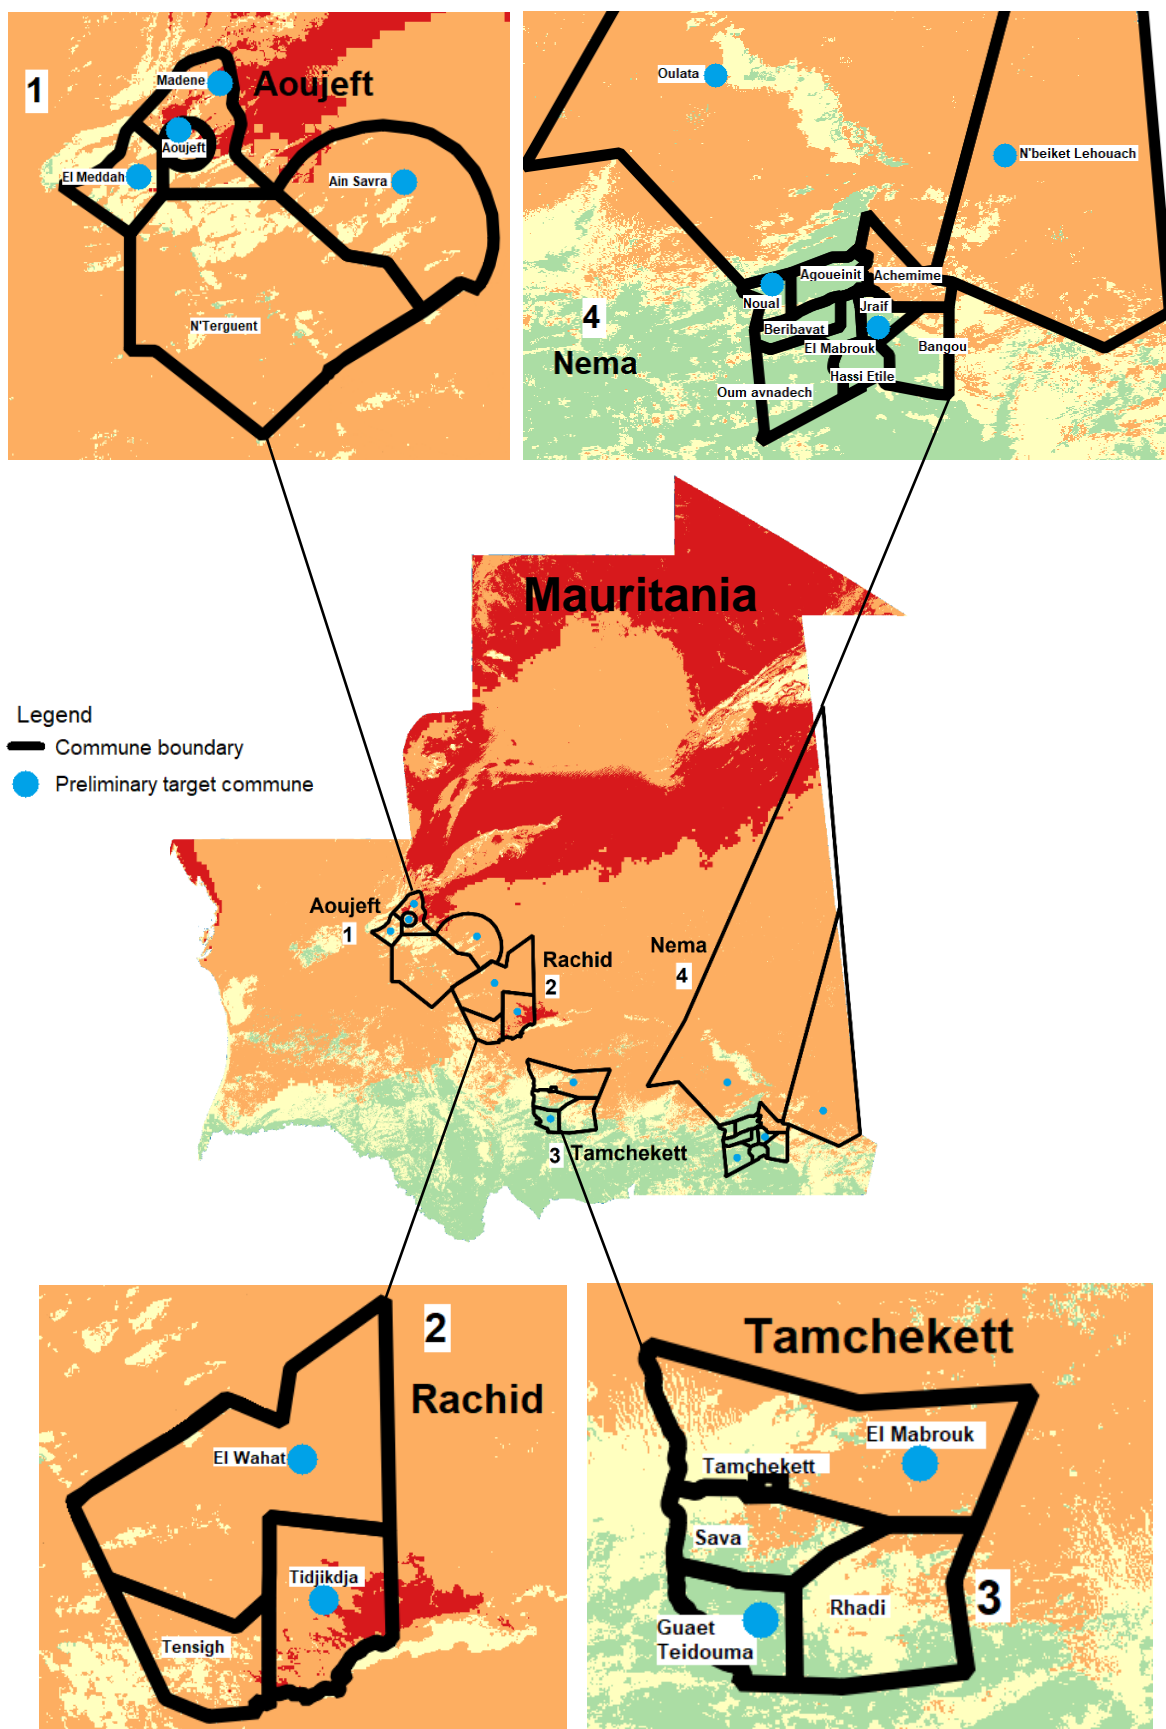 1
Madene
Aoujeft
Aoujeft
El Meddah
Ain Savra
N'Terguent
Oulata
N'beiket Lehouach
Agoueinit
Achemime
Noual
Jraif
4
Beribavat
El Mabrouk
Bangou
Nema
Hassi Etile
Oum avnadech
Mauritania
Legend
Commune boundary
Preliminary target commune
Aoujeft
1
Nema
4
Rachid
2
3
Tamchekett
2
Rachid
El Wahat
Tidjikdja
Tensigh
Tamchekett
El Mabrouk
Tamchekett
Sava
3
Rhadi
Guaet
Teidouma